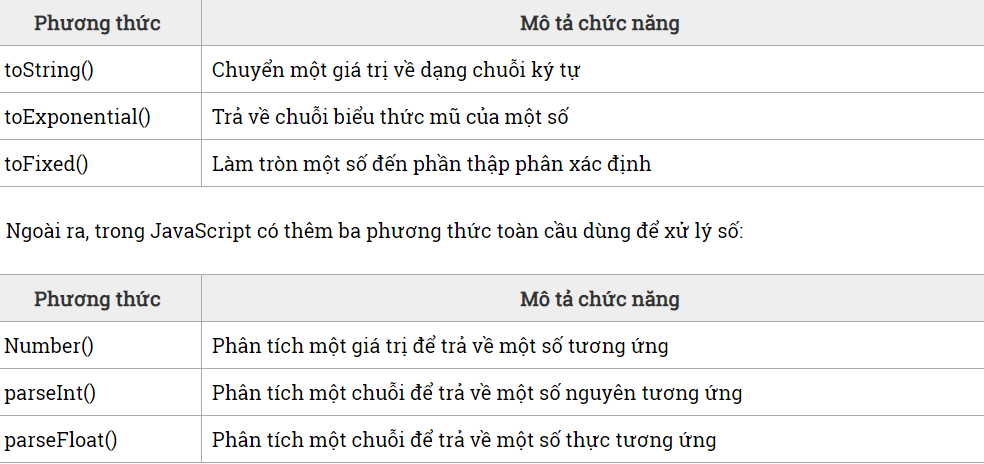 Phương thức Mô tả chức năng
toString() Chuyển một giá trị về dạng chuỗi ký tự
toExponential() Trả về chuỗi biểu thức mũ của một số
toFixed() Làm tròn một số đến phần thập phân xác định
Ngoài ra, trong JavaScript có thêm ba phương thức toàn cầu dùng để xử lý số:
Phương thức Mô tả chức năng
Number() Phân tích một giá trị để trả về một số tương ứng
parseInt() Phân tích một chuỗi để trả về một số nguyên tương ứng
parseFloat() Phân tích một chuỗi để trả về một số thực tương ứng